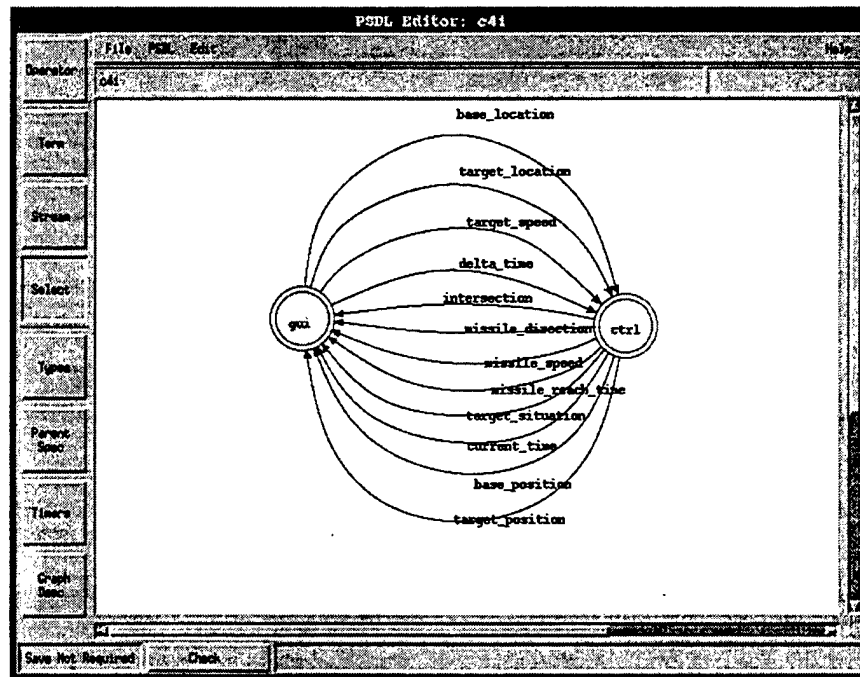 PSDL Editor: c4i
File PSDL Edit Help
Operator
c4i
Term
Stream
Select
Types
Parent
Spec
Timers
Graph
Desc
base_location
target_location
target_speed
delta_time
intersection
gui
ctrl
missile_disection
missile_speed
missile_reach_time
target_situation
current_time
base_position
target_position
Save Not Required
Check